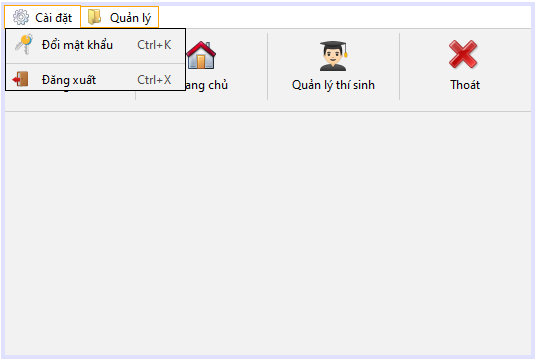 Cài đặt Quản lý
Đổi mật khẩu Ctrl+K
Đăng xuất Ctrl+X
ang chủ Quản lý thí sinh Thoát